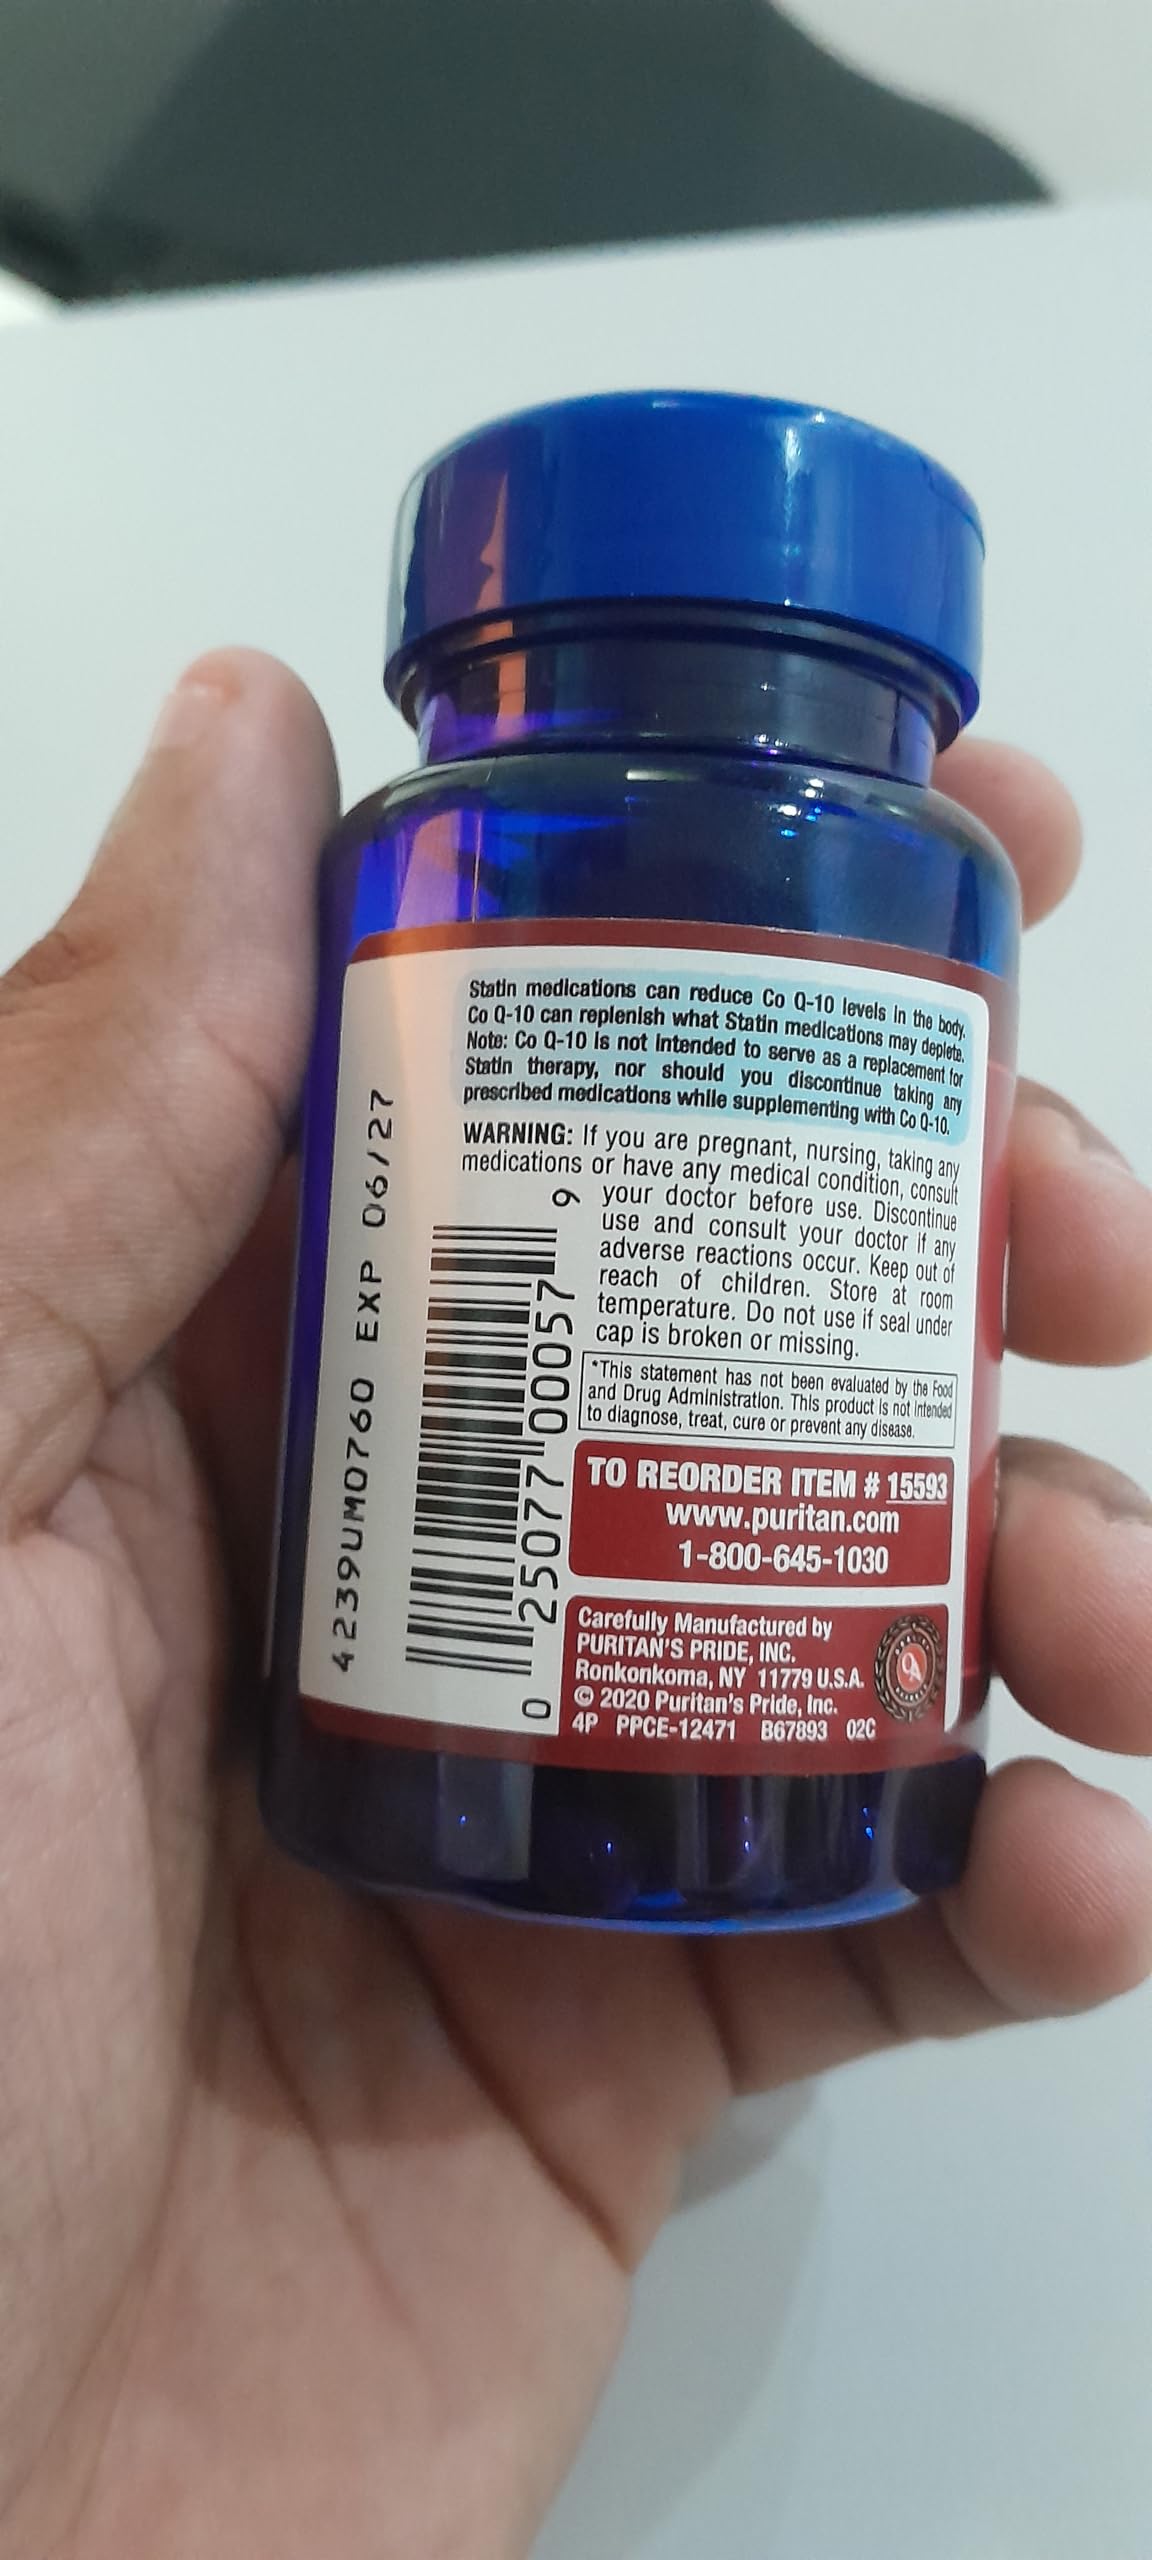 Statin medications can reduce Co Q-10 levels in the body.
Co Q-10 can replenish what Statin medications may deplete.
Note: Co Q-10 is not intended to serve as a replacement for
Statin therapy, nor should you discontinue taking any
prescribed medications while supplementing with Co Q-10.
WARNING: If you are pregnant, nursing, taking any
medications or have any medical condition, consult
your doctor before use. Discontinue
use and consult your doctor if any
adverse reactions occur. Keep out of
reach of children. Store at room
temperature. Do not use if seal under
cap is broken or missing.
*This statement has not been evaluated by the Food
and Drug Administration. This product is not intended
to diagnose, treat, cure or prevent any disease.
TO REORDER ITEM # 15593
www.puritan.com
1-800-645-1030
Carefully Manufactured by
PURITAN'S PRIDE, INC.
Ronkonkoma, NY 11779 U.S.A.
© 2020 Puritan's Pride, Inc.
4P PPCE-12471 B67893 02C
QA
0 25077 00057 9
4239UM0760 EXP 06/27